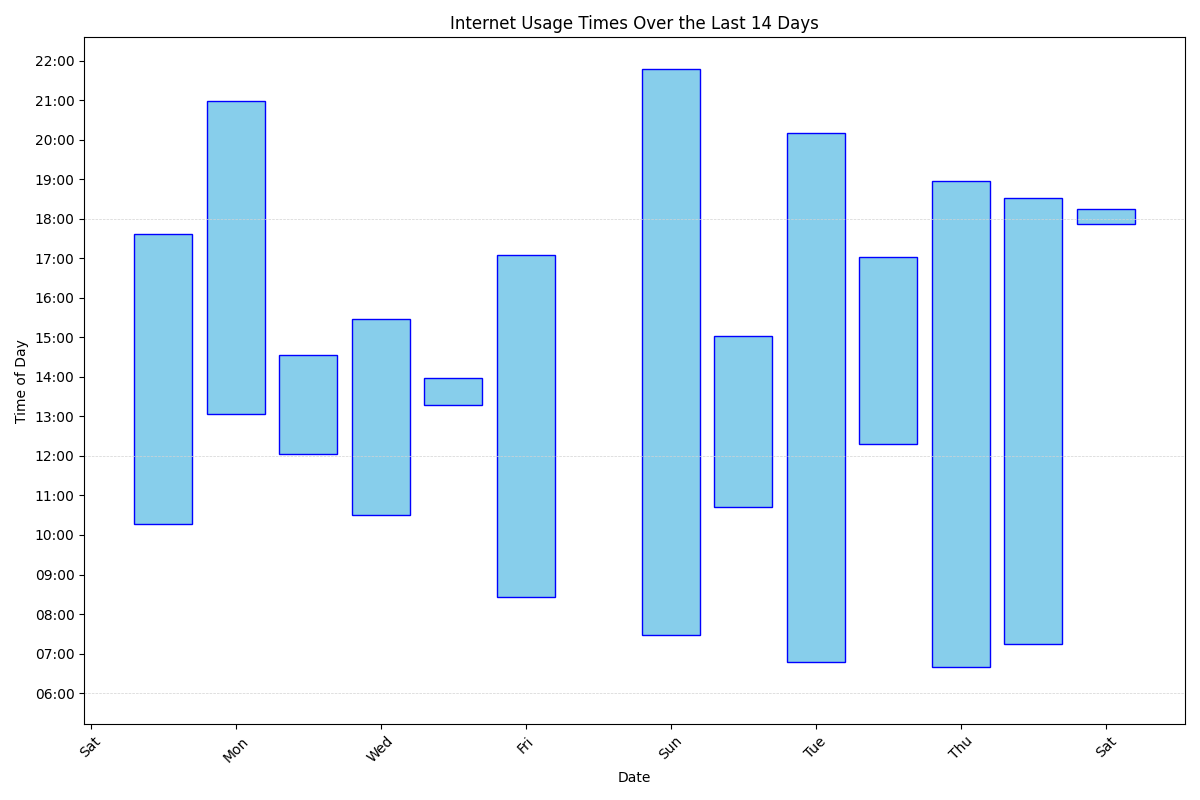 Internet Usage Times Over the Last 14 Days
22:00
21:00
20:00
19:00
18:00
17:00
16:00
15:00
14:00
13:00
12:00
11:00
10:00
09:00
08:00
07:00
06:00
Time of Day
Sat
Mon
Wed
Fri
Sun
Tue
Thu
Sat
Date